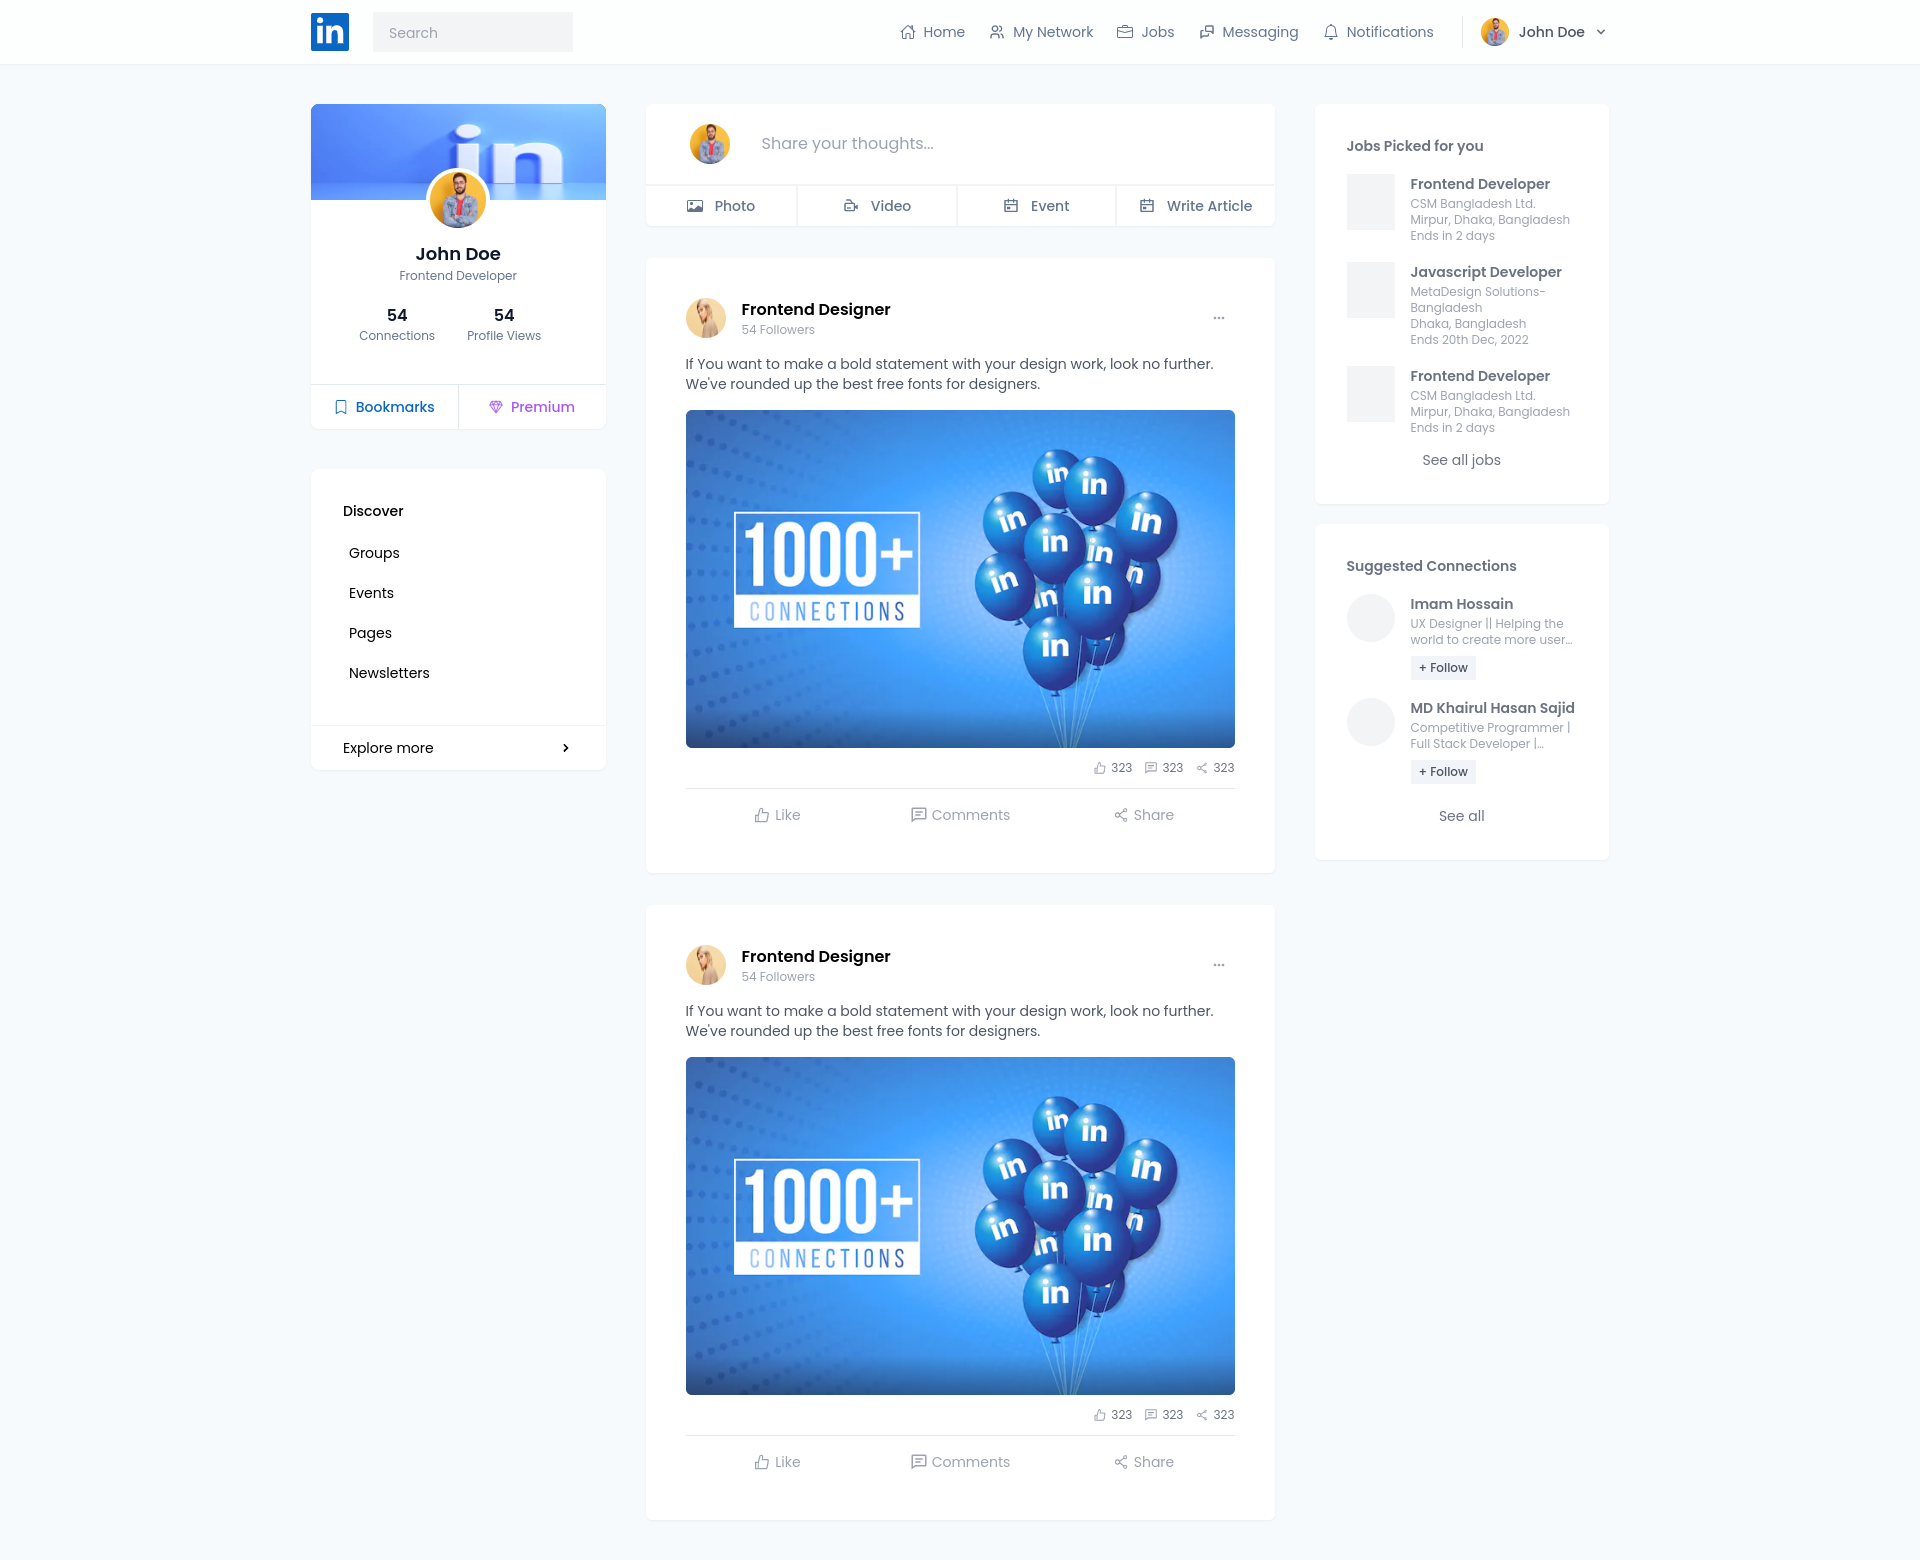 in
Search
Home
My Network
Jobs
Messaging
Notifications
John Doe
in
John Doe
Frontend Developer
54
Connections
54
Profile Views
Bookmarks
Premium
Discover
Groups
Events
Pages
Newsletters
Explore more
Share your thoughts...
Photo
Video
Event
Write Article
Frontend Designer
54 Followers
If You want to make a bold statement with your design work, look no further.
We've rounded up the best free fonts for designers.
1000+
CONNECTIONS
in
in
in
in
in
in
in
in
in
in
in
323
323
323
Like
Comments
Share
Frontend Designer
54 Followers
If You want to make a bold statement with your design work, look no further.
We've rounded up the best free fonts for designers.
1000+
CONNECTIONS
in
in
in
in
in
in
in
in
in
in
in
323
323
323
Like
Comments
Share
Jobs Picked for you
Frontend Developer
CSM Bangladesh Ltd.
Mirpur, Dhaka, Bangladesh
Ends in 2 days
Javascript Developer
MetaDesign Solutions-
Bangladesh
Dhaka, Bangladesh
Ends 20th Dec, 2022
Frontend Developer
CSM Bangladesh Ltd.
Mirpur, Dhaka, Bangladesh
Ends in 2 days
See all jobs
Suggested Connections
Imam Hossain
UX Designer || Helping the
world to create more user...
+ Follow
MD Khairul Hasan Sajid
Competitive Programmer |
Full Stack Developer |...
+ Follow
See all